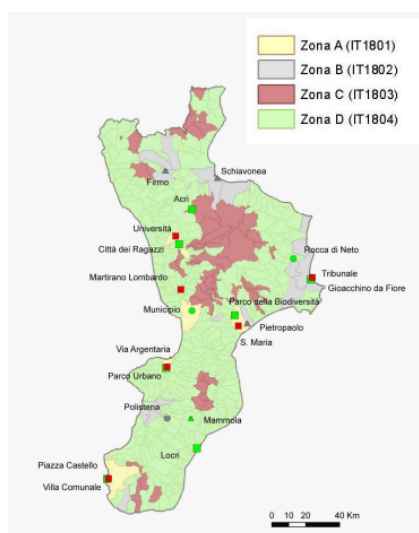 Zona A (IT1801)
Zona B (IT1802)
Zona C (IT1803)
Zona D (IT1804)
Firmo
Schiavonea
Acri
Università
Città dei Ragazzi
Rocca di Neto
Martirano Lombardo
Tribunale
Gioacchino da Fiore
Municipio
Parco della Biodiversità
Pietropaolo
S. Maria
Via Argentaria
Parco Urbano
Polistena
Mammola
Locri
Piazza Castello
Villa Comunale
0 10 20 40 Km